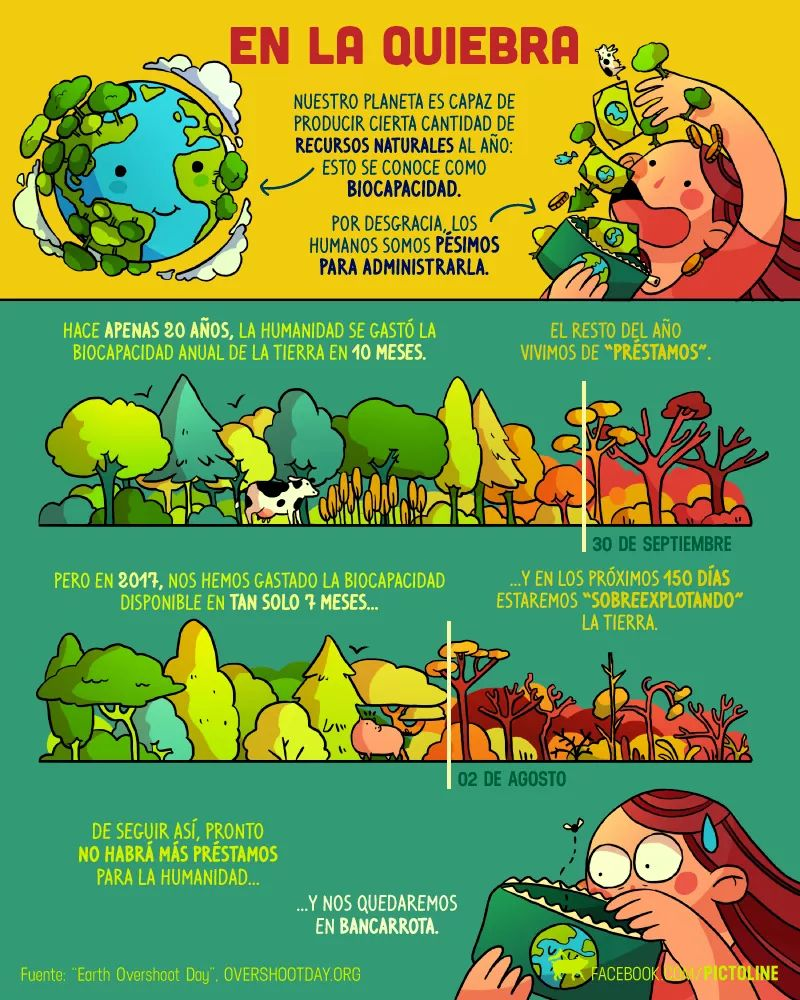 EN LA QUIEBRA
NUESTRO PLANETA ES CAPAZ DE
PRODUCIR CIERTA CANTIDAD DE
RECURSOS NATURALES AL AÑO:
ESTO SE CONOCE COMO
BIOCAPACIDAD.
POR DESGRACIA, LOS
HUMANOS SOMOS PÉSIMOS
PARA ADMINISTRARLA.
HACE APENAS 20 AÑOS, LA HUMANIDAD SE GASTÓ LA
BIOCAPACIDAD ANUAL DE LA TIERRA EN 10 MESES.
EL RESTO DEL AÑO
VIVIMOS DE "PRÉSTAMOS".
30 DE SEPTIEMBRE
PERO EN 2017, NOS HEMOS GASTADO LA BIOCAPACIDAD
DISPONIBLE EN TAN SOLO 7 MESES...
...Y EN LOS PRÓXIMOS 150 DÍAS
ESTAREMOS "SOBREEXPLOTANDO"
LA TIERRA.
02 DE AGOSTO
DE SEGUIR ASÍ, PRONTO
NO HABRÁ MÁS PRÉSTAMOS
PARA LA HUMANIDAD...
...Y NOS QUEDAREMOS
EN BANCARROTA.
Fuente: "Earth Overshoot Day", OVERSHOOTDAY.ORG
FACEBOOK.COM/PICTOLINE